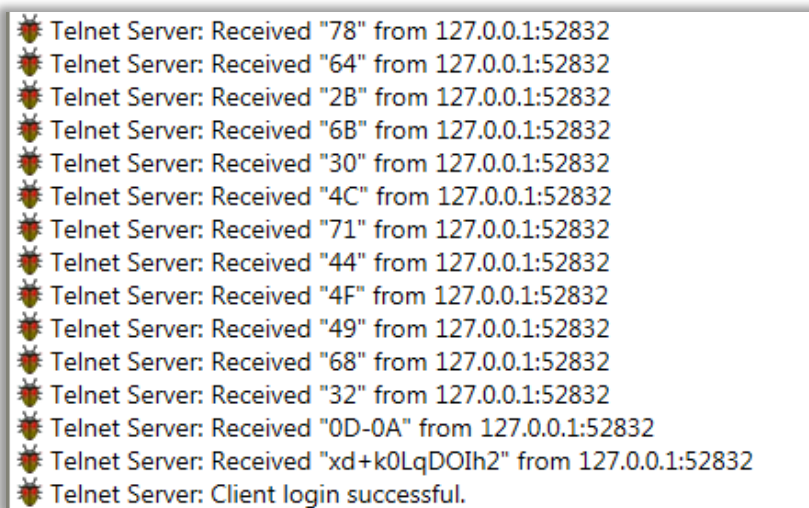 Telnet Server: Received "78" from 127.0.0.1:52832
Telnet Server: Received "64" from 127.0.0.1:52832
Telnet Server: Received "2B" from 127.0.0.1:52832
Telnet Server: Received "6B" from 127.0.0.1:52832
Telnet Server: Received "30" from 127.0.0.1:52832
Telnet Server: Received "4C" from 127.0.0.1:52832
Telnet Server: Received "71" from 127.0.0.1:52832
Telnet Server: Received "44" from 127.0.0.1:52832
Telnet Server: Received "4F" from 127.0.0.1:52832
Telnet Server: Received "49" from 127.0.0.1:52832
Telnet Server: Received "68" from 127.0.0.1:52832
Telnet Server: Received "32" from 127.0.0.1:52832
Telnet Server: Received "0D-0A" from 127.0.0.1:52832
Telnet Server: Received "xd+k0LqDOIh2" from 127.0.0.1:52832
Telnet Server: Client login successful.